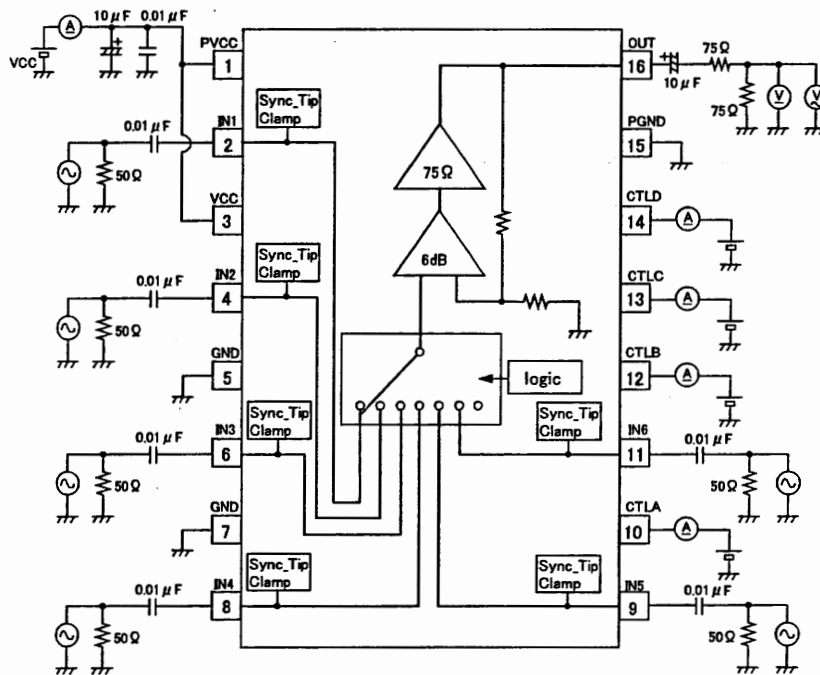 A 10μF 0.01μF
VCC
PVCC
1
OUT
16
75Ω
10μF
75Ω
V
V
Sync_Tip
Clamp
0.01μF
IN1
2
50Ω
PGND
15
75Ω
VCC
3
CTLD
14
A
6dB
Sync_Tip
Clamp
0.01μF
IN2
4
50Ω
CTLC
13
A
GND
5
logic
CTLB
12
A
Sync_Tip
Clamp
0.01μF
IN3
6
50Ω
Sync_Tip
Clamp
IN6
11
0.01μF
50Ω
GND
7
CTLA
10
A
Sync_Tip
Clamp
0.01μF
IN4
8
50Ω
Sync_Tip
Clamp
IN5
9
0.01μF
50Ω